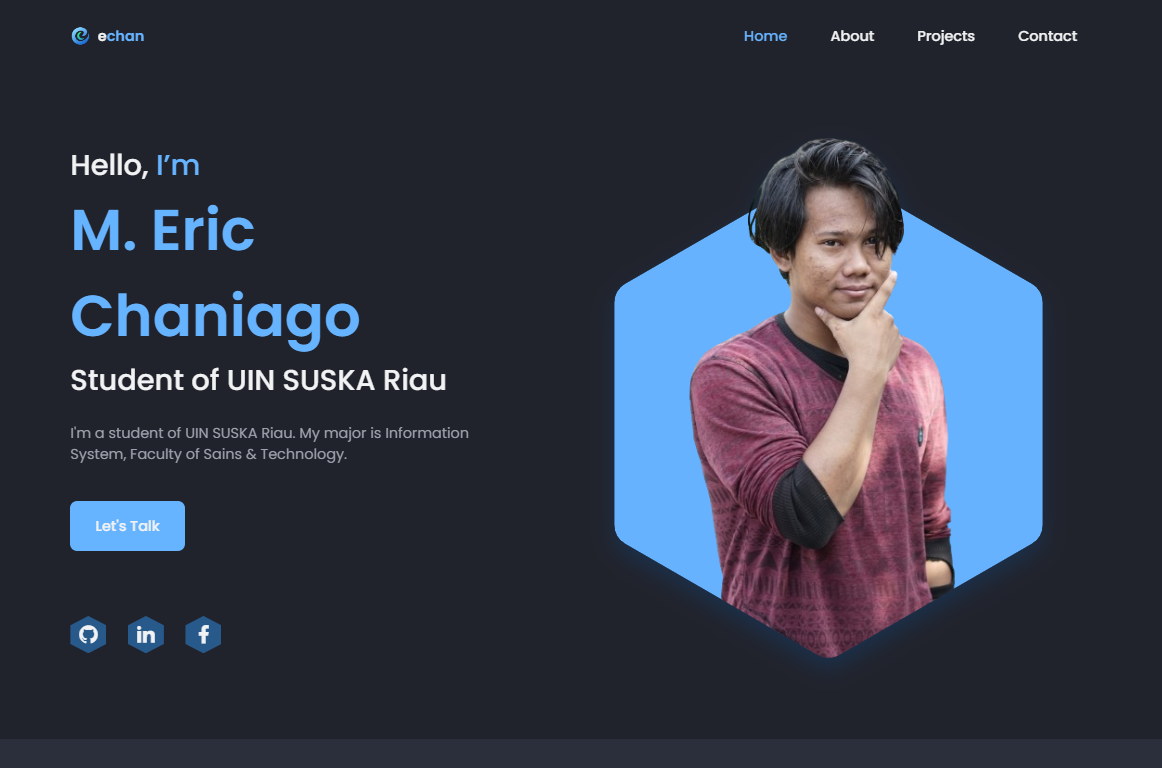 echan
Home About Projects Contact
Hello, I’m
M. Eric
Chaniago
Student of UIN SUSKA Riau
I'm a student of UIN SUSKA Riau. My major is Information
System, Faculty of Sains & Technology.
Let's Talk
in
f